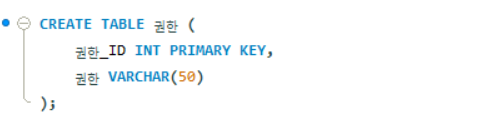 CREATE TABLE 권한 (
권한_ID INT PRIMARY KEY,
권한 VARCHAR(50)
);